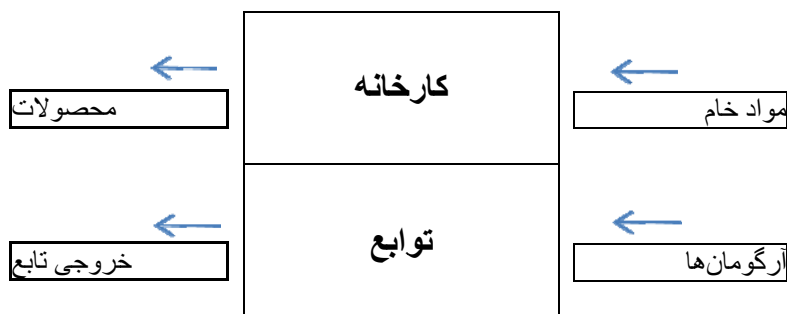 کارخانه
مواد خام
محصولات
توابع
آرگومان‌ها
خروجی تابع